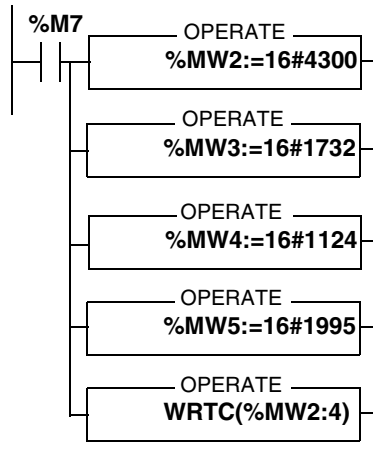 %M7
OPERATE
%MW2:=16#4300
OPERATE
%MW3:=16#1732
OPERATE
%MW4:=16#1124
OPERATE
%MW5:=16#1995
OPERATE
WRTC(%MW2:4)